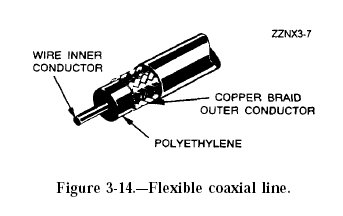 ZZNX3-7
WIRE INNER
CONDUCTOR
COPPER BRAID
OUTER CONDUCTOR
POLYETHYLENE
Figure 3-14.—Flexible coaxial line.